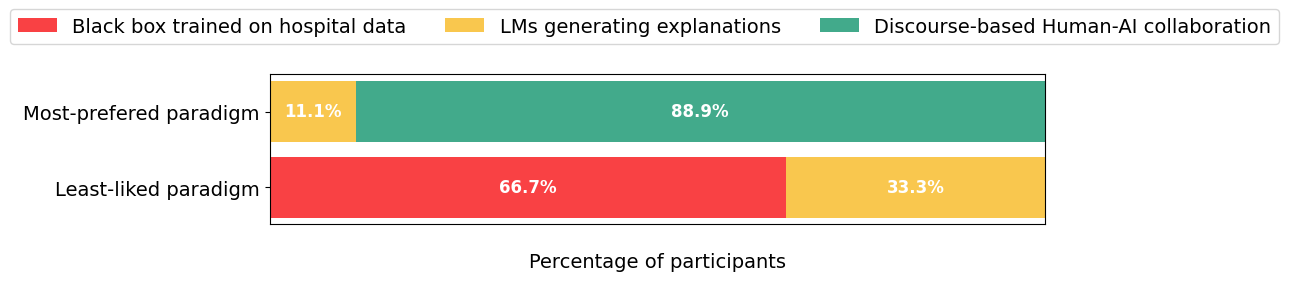 Black box trained on hospital data LMs generating explanations Discourse-based Human-AI collaboration
Most-prefered paradigm 11.1% 88.9%
Least-liked paradigm 66.7% 33.3%
Percentage of participants